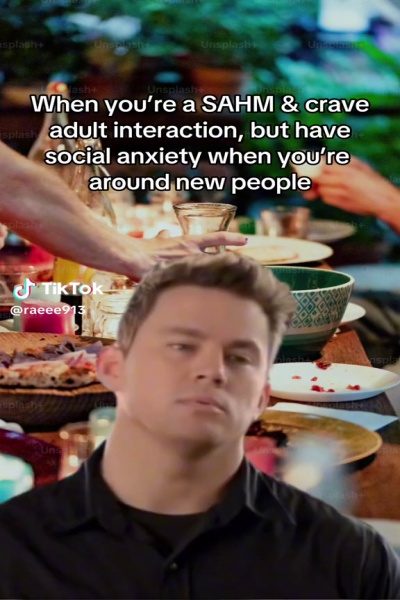 When you're a SAHM & crave
adult interaction, but have
social anxiety when you're
around new people
TikTok
@raeee913
Unsplash+